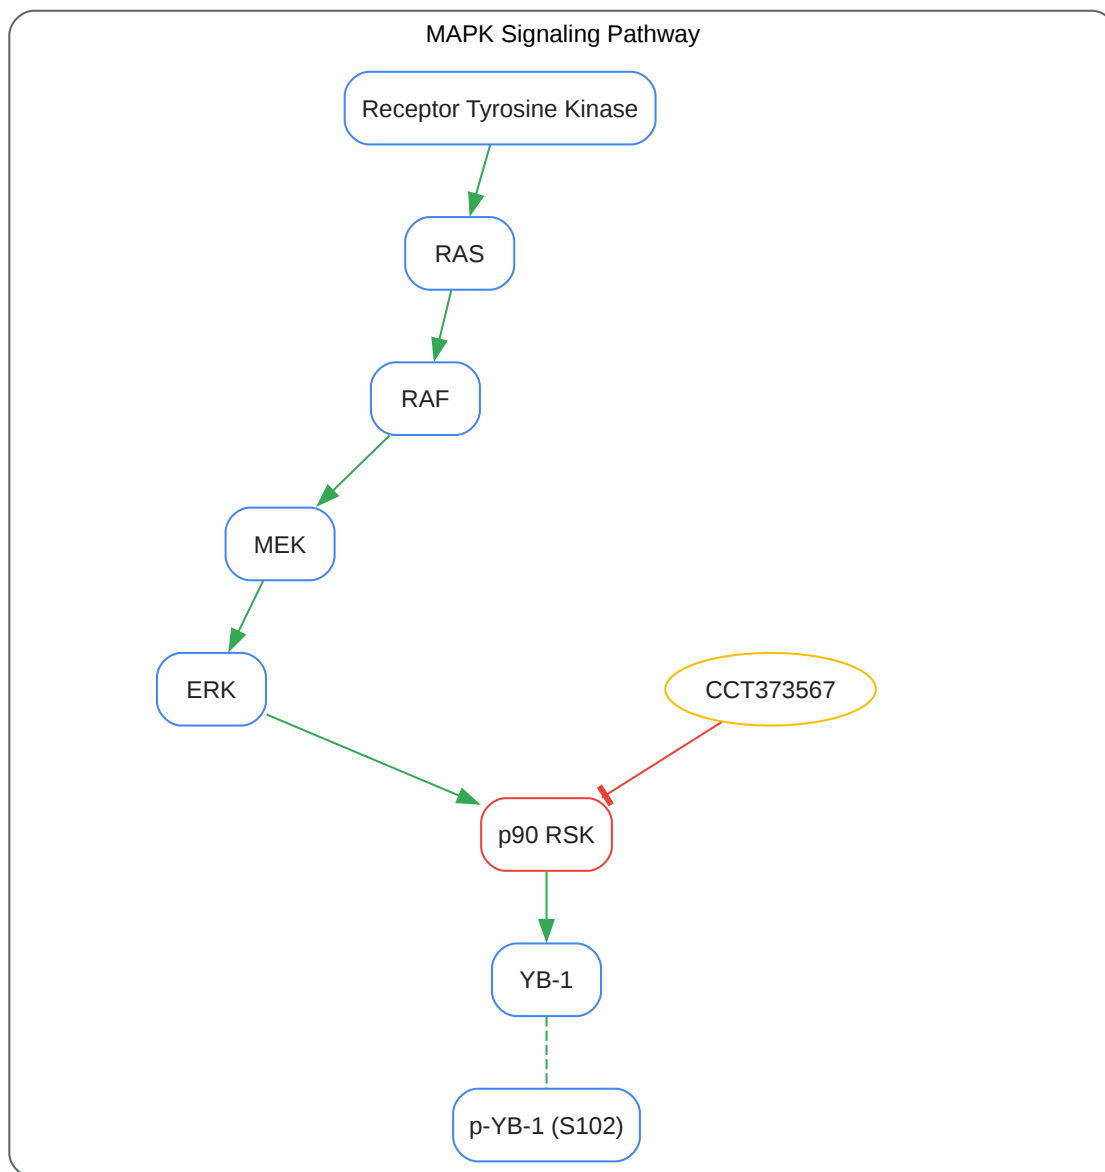 MAPK Signaling Pathway
Receptor Tyrosine Kinase
RAS
RAF
MEK
ERK
CCT373567
p90 RSK
YB-1
p-YB-1 (S102)